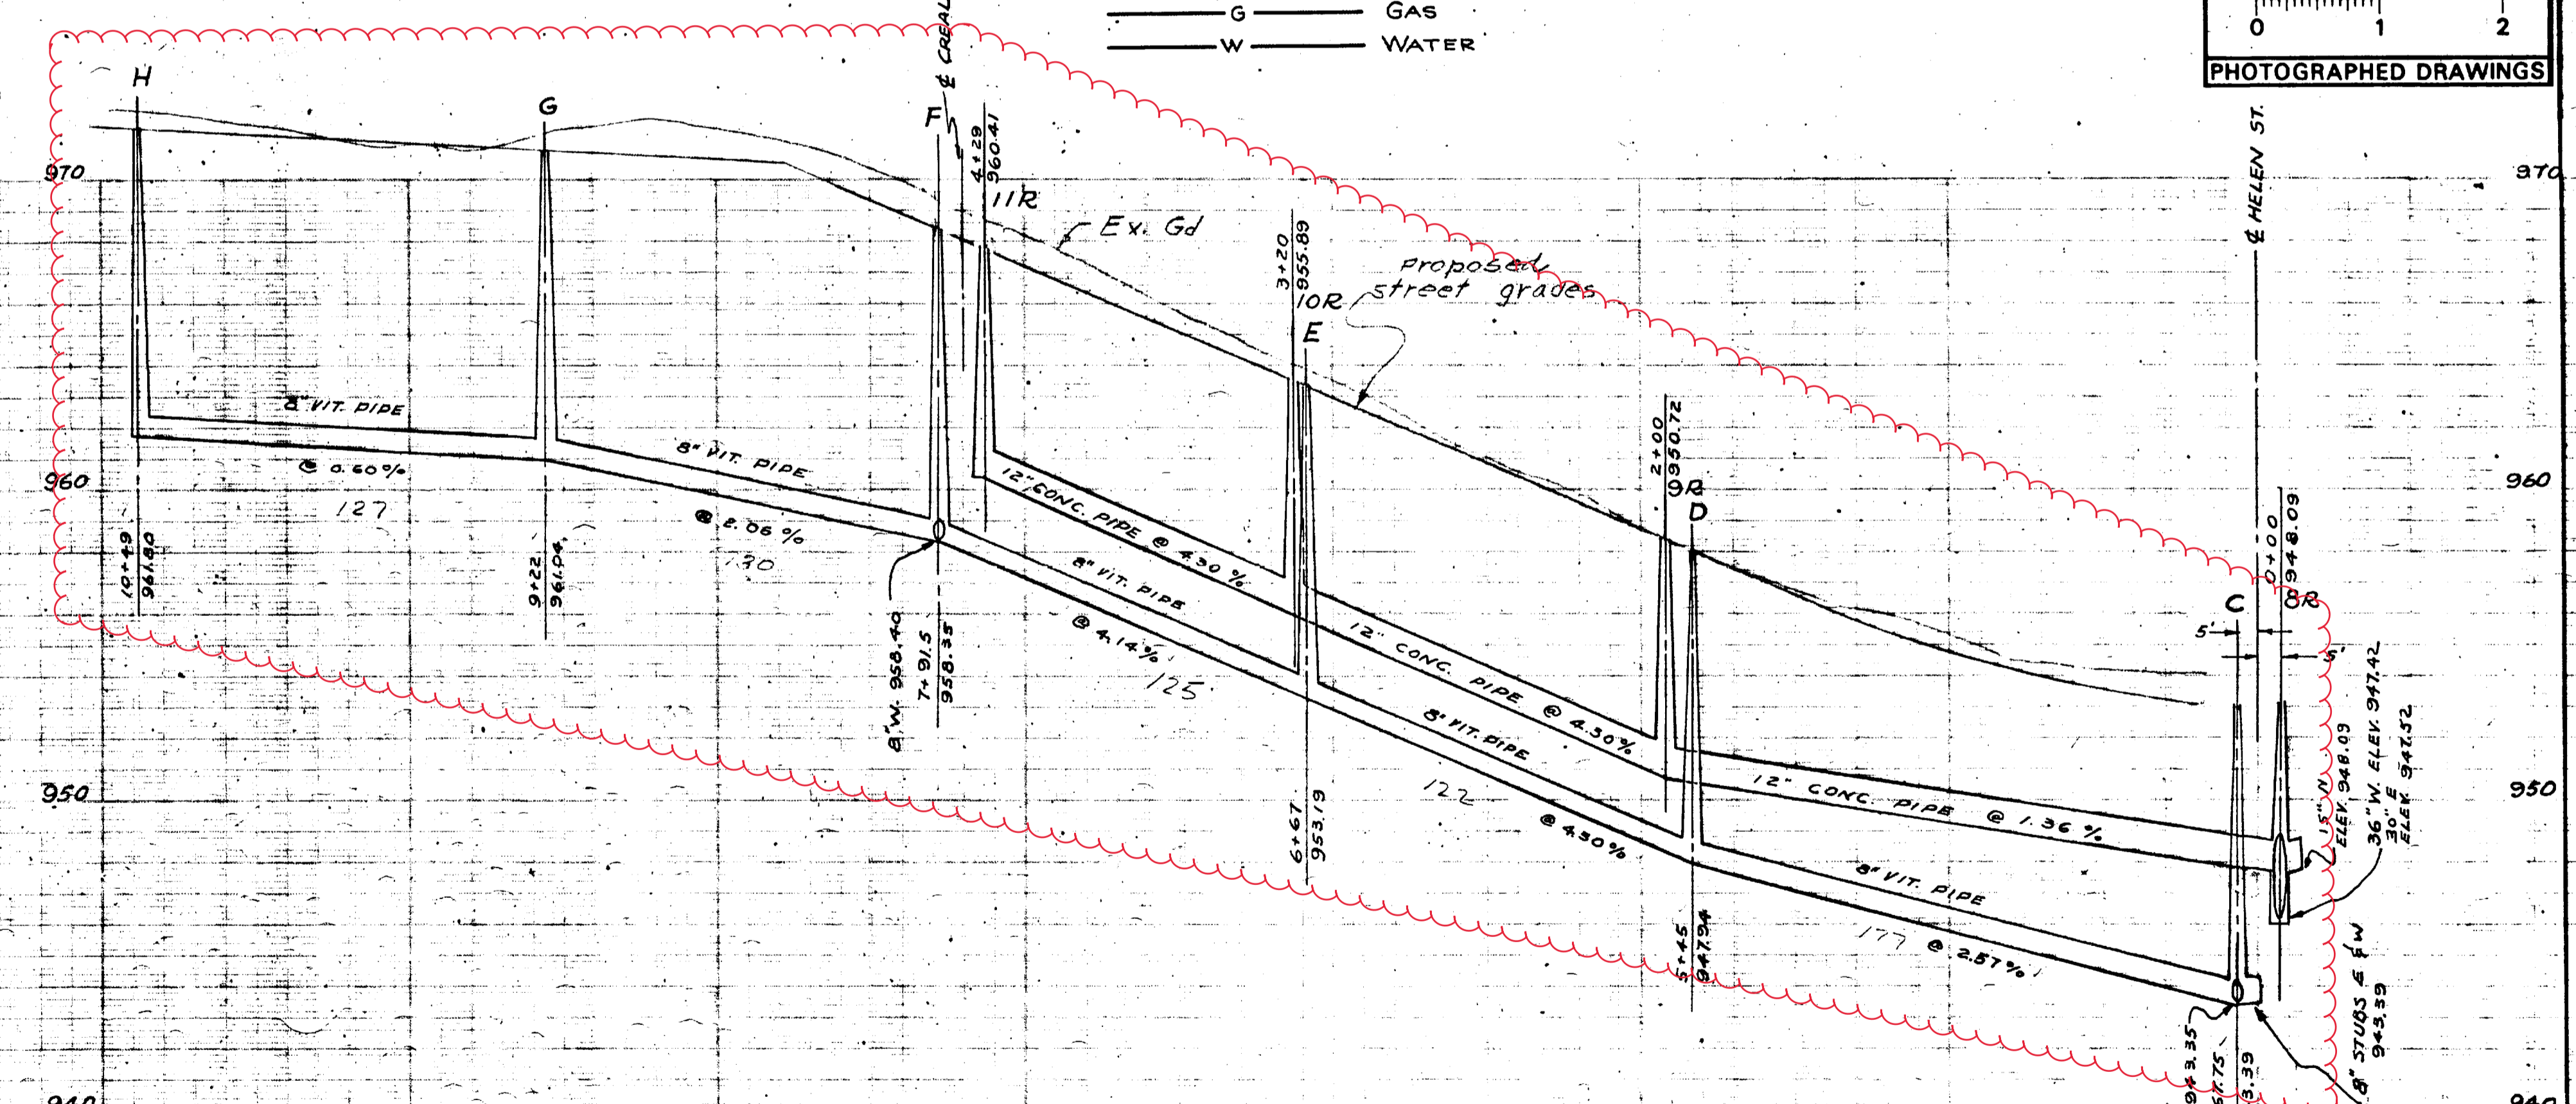 G GAS
W WATER
0 1 2
PHOTOGRAPHED DRAWINGS
H
G
F
4+29
960.41
11R
Ex. Gd
3+20
955.89
10R
E
proposed
street grades
2+00
950.72
9R
D
℄ HELEN ST.
0+00
948.09
8R
C
5'
5'
970
970
960
960
950
950
940
940
8" VIT. PIPE
@ 0.60%
127
10+49
961.80
9+22
961.04
8" VIT. PIPE
@ 2.06 %
130
8" W. 958.40
7+91.5
958.35
12" CONC. PIPE @ 4.30 %
8" VIT. PIPE
@ 4.14%
125
6+67
953.19
12" CONC. PIPE @ 4.30%
8" VIT. PIPE
122
@ 4.30%
5+45
947.94
12" CONC. PIPE @ 1.36 %
8" VIT. PIPE
177 @ 2.57%
15" N
ELEV. 948.09
36" W. ELEV. 947.42
30" E
ELEV. 947.52
8" STUBS E & W
943.39
943.35